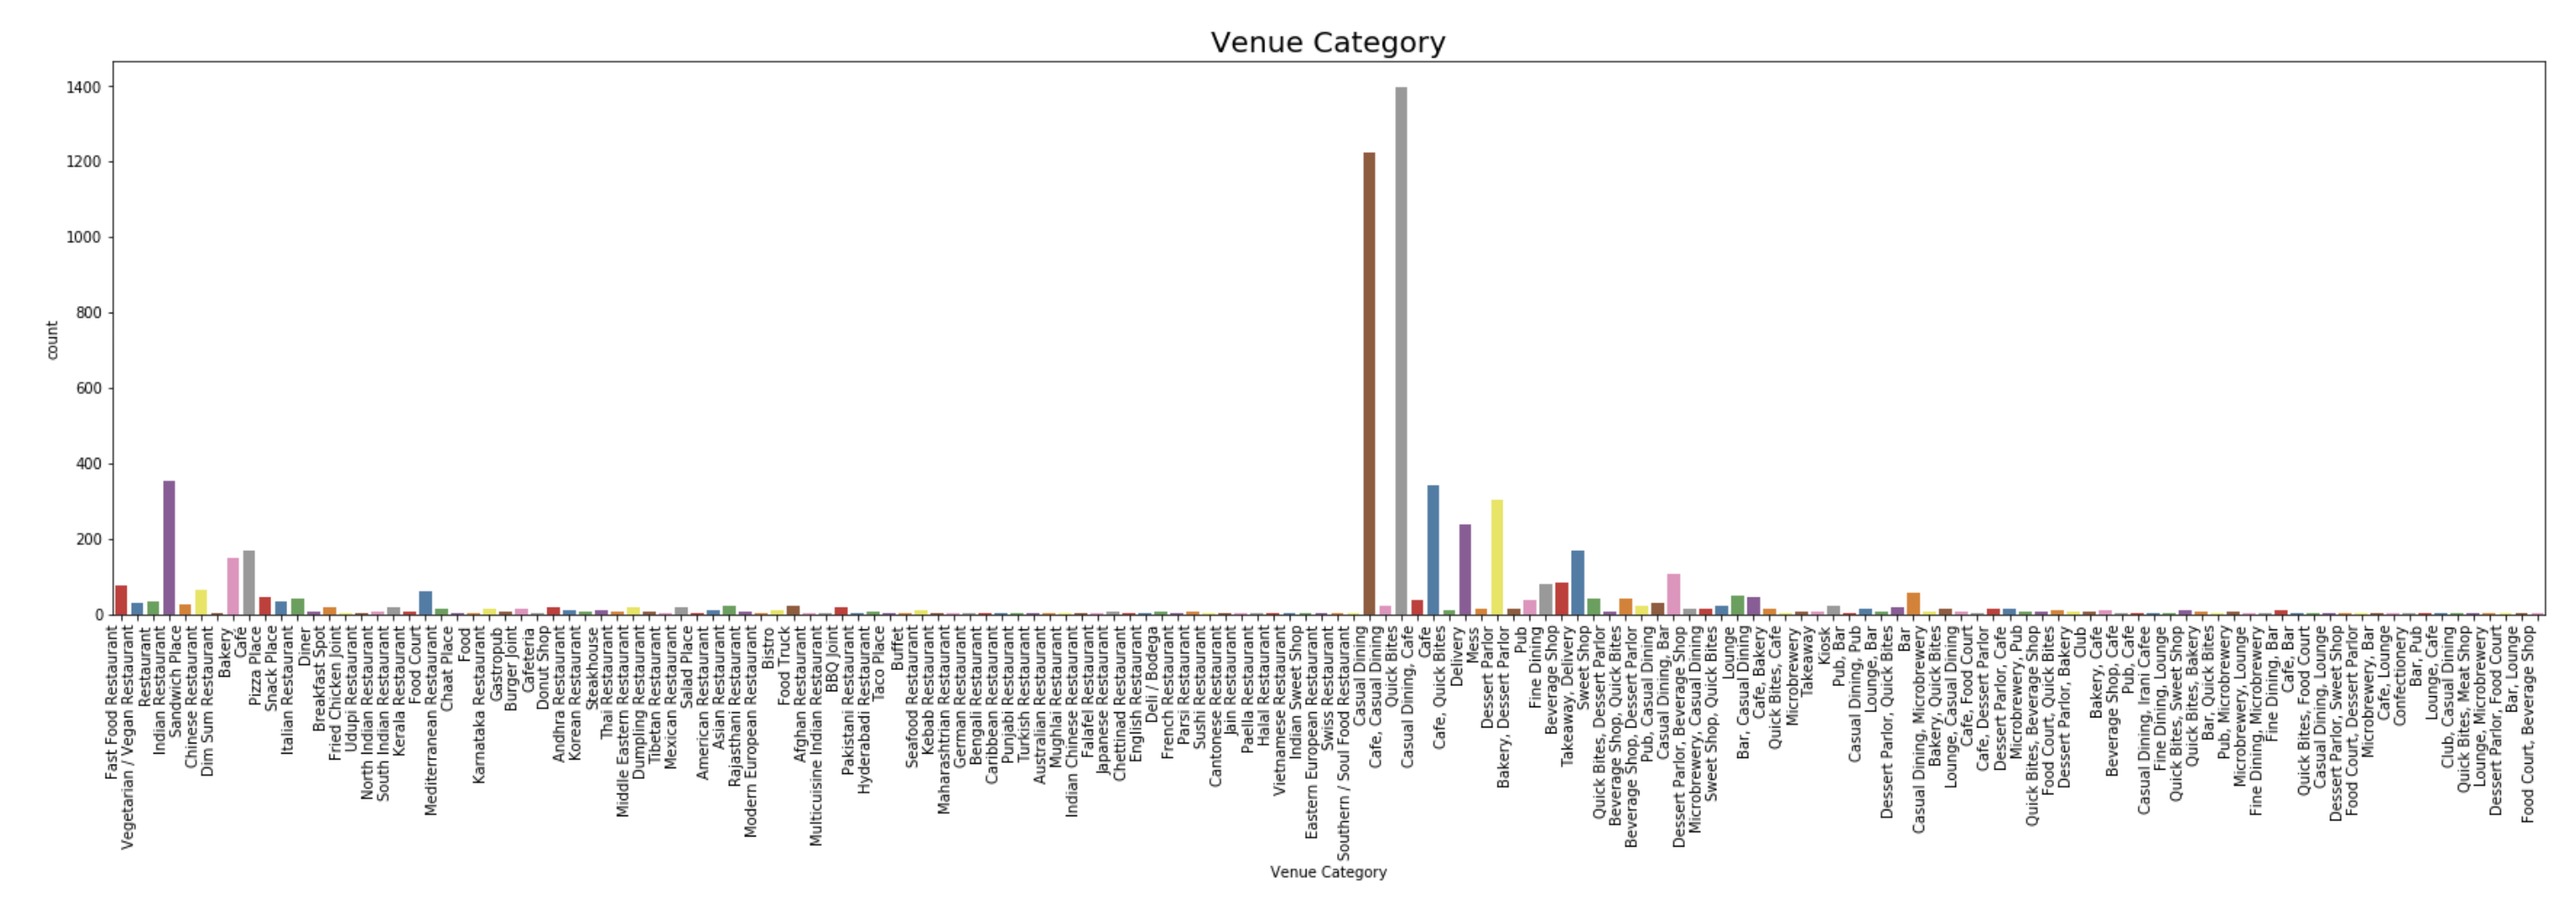 Venue Category
1400
1200
1000
800
600
400
200
0
count
Fast Food Restaurant
Vegetarian / Vegan Restaurant
Restaurant
Indian Restaurant
Sandwich Place
Chinese Restaurant
Dim Sum Restaurant
Bakery
Café
Pizza Place
Snack Place
Italian Restaurant
Diner
Breakfast Spot
Fried Chicken Joint
Udupi Restaurant
North Indian Restaurant
South Indian Restaurant
Kerala Restaurant
Food Court
Mediterranean Restaurant
Chaat Place
Food
Karnataka Restaurant
Gastropub
Burger Joint
Cafeteria
Donut Shop
Andhra Restaurant
Korean Restaurant
Steakhouse
Thai Restaurant
Middle Eastern Restaurant
Dumpling Restaurant
Tibetan Restaurant
Mexican Restaurant
Salad Place
American Restaurant
Asian Restaurant
Rajasthani Restaurant
Modern European Restaurant
Bistro
Food Truck
Afghan Restaurant
Multicuisine Indian Restaurant
BBQ Joint
Pakistani Restaurant
Hyderabadi Restaurant
Taco Place
Buffet
Seafood Restaurant
Kebab Restaurant
Maharashtrian Restaurant
German Restaurant
Bengali Restaurant
Caribbean Restaurant
Punjabi Restaurant
Turkish Restaurant
Australian Restaurant
Mughlai Restaurant
Indian Chinese Restaurant
Falafel Restaurant
Japanese Restaurant
Chettinad Restaurant
English Restaurant
Deli / Bodega
French Restaurant
Parsi Restaurant
Sushi Restaurant
Cantonese Restaurant
Jain Restaurant
Paella Restaurant
Halal Restaurant
Vietnamese Restaurant
Indian Sweet Shop
Eastern European Restaurant
Swiss Restaurant
Southern / Soul Food Restaurant
Casual Dining
Cafe, Casual Dining
Quick Bites
Casual Dining, Cafe
Cafe
Cafe, Quick Bites
Delivery
Mess
Dessert Parlor
Bakery, Dessert Parlor
Pub
Fine Dining
Beverage Shop
Takeaway, Delivery
Sweet Shop
Quick Bites, Dessert Parlor
Beverage Shop, Quick Bites
Beverage Shop, Dessert Parlor
Pub, Casual Dining
Casual Dining, Bar
Dessert Parlor, Beverage Shop
Microbrewery, Casual Dining
Sweet Shop, Quick Bites
Lounge
Bar, Casual Dining
Cafe, Bakery
Quick Bites, Cafe
Microbrewery
Takeaway
Kiosk
Pub, Bar
Casual Dining, Pub
Lounge, Bar
Dessert Parlor, Quick Bites
Bar
Casual Dining, Microbrewery
Bakery, Quick Bites
Lounge, Casual Dining
Cafe, Food Court
Cafe, Dessert Parlor
Dessert Parlor, Cafe
Microbrewery, Pub
Quick Bites, Beverage Shop
Food Court, Quick Bites
Dessert Parlor, Bakery
Club
Bakery, Cafe
Beverage Shop, Cafe
Pub, Cafe
Casual Dining, Irani Cafee
Fine Dining, Lounge
Quick Bites, Sweet Shop
Quick Bites, Bakery
Bar, Quick Bites
Pub, Microbrewery
Microbrewery, Lounge
Fine Dining, Microbrewery
Fine Dining, Bar
Cafe, Bar
Quick Bites, Food Court
Casual Dining, Lounge
Dessert Parlor, Sweet Shop
Food Court, Dessert Parlor
Microbrewery, Bar
Cafe, Lounge
Confectionery
Bar, Pub
Lounge, Cafe
Club, Casual Dining
Quick Bites, Meat Shop
Lounge, Microbrewery
Dessert Parlor, Food Court
Bar, Lounge
Food Court, Beverage Shop
Venue Category